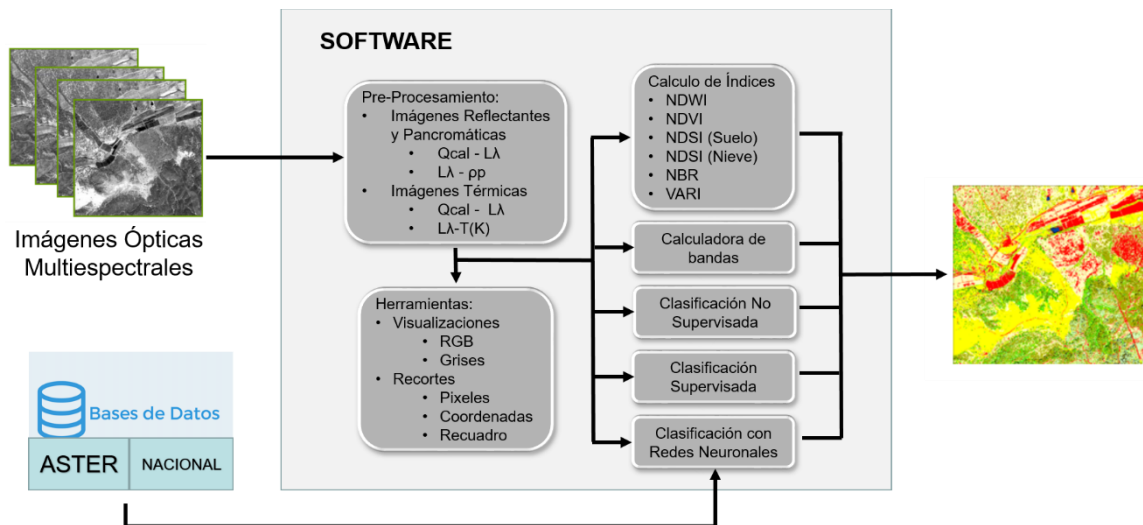 SOFTWARE
Imágenes Ópticas
Multiespectrales
Pre-Procesamiento:
• Imágenes Reflectantes
y Pancromáticas
• Qcal - Lλ
• Lλ - ρp
• Imágenes Térmicas
• Qcal - Lλ
• Lλ-T(K)
Herramientas:
• Visualizaciones
• RGB
• Grises
• Recortes
• Pixeles
• Coordenadas
• Recuadro
Calculo de Índices
• NDWI
• NDVI
• NDSI (Suelo)
• NDSI (Nieve)
• NBR
• VARI
Calculadora de
bandas
Clasificación No
Supervisada
Clasificación
Supervisada
Clasificación con
Redes Neuronales
Bases de Datos
ASTER
NACIONAL